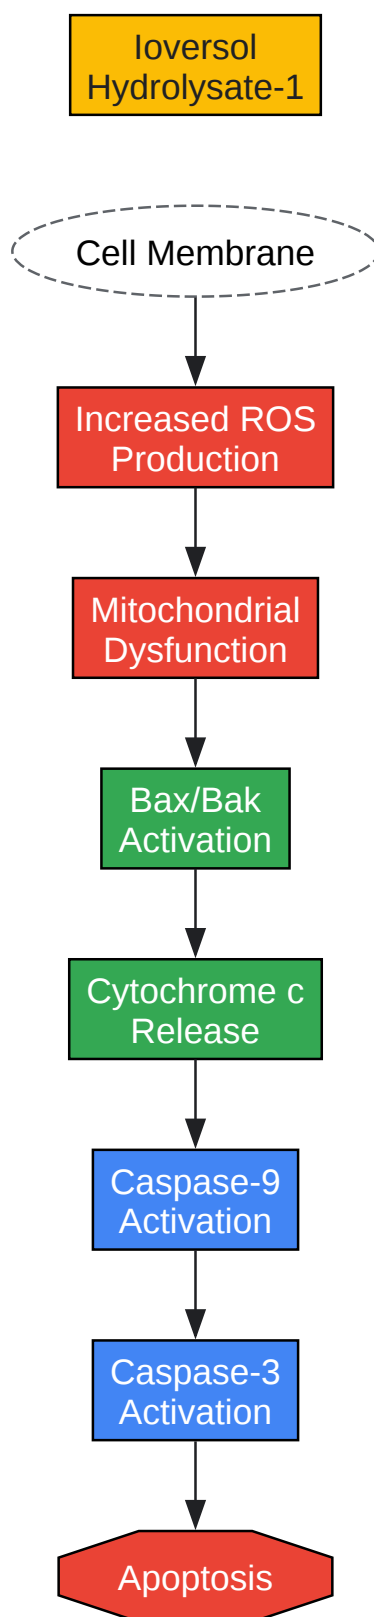 Ioversol
Hydrolysate-1
Cell Membrane
Increased ROS
Production
Mitochondrial
Dysfunction
Bax/Bak
Activation
Cytochrome c
Release
Caspase-9
Activation
Caspase-3
Activation
Apoptosis